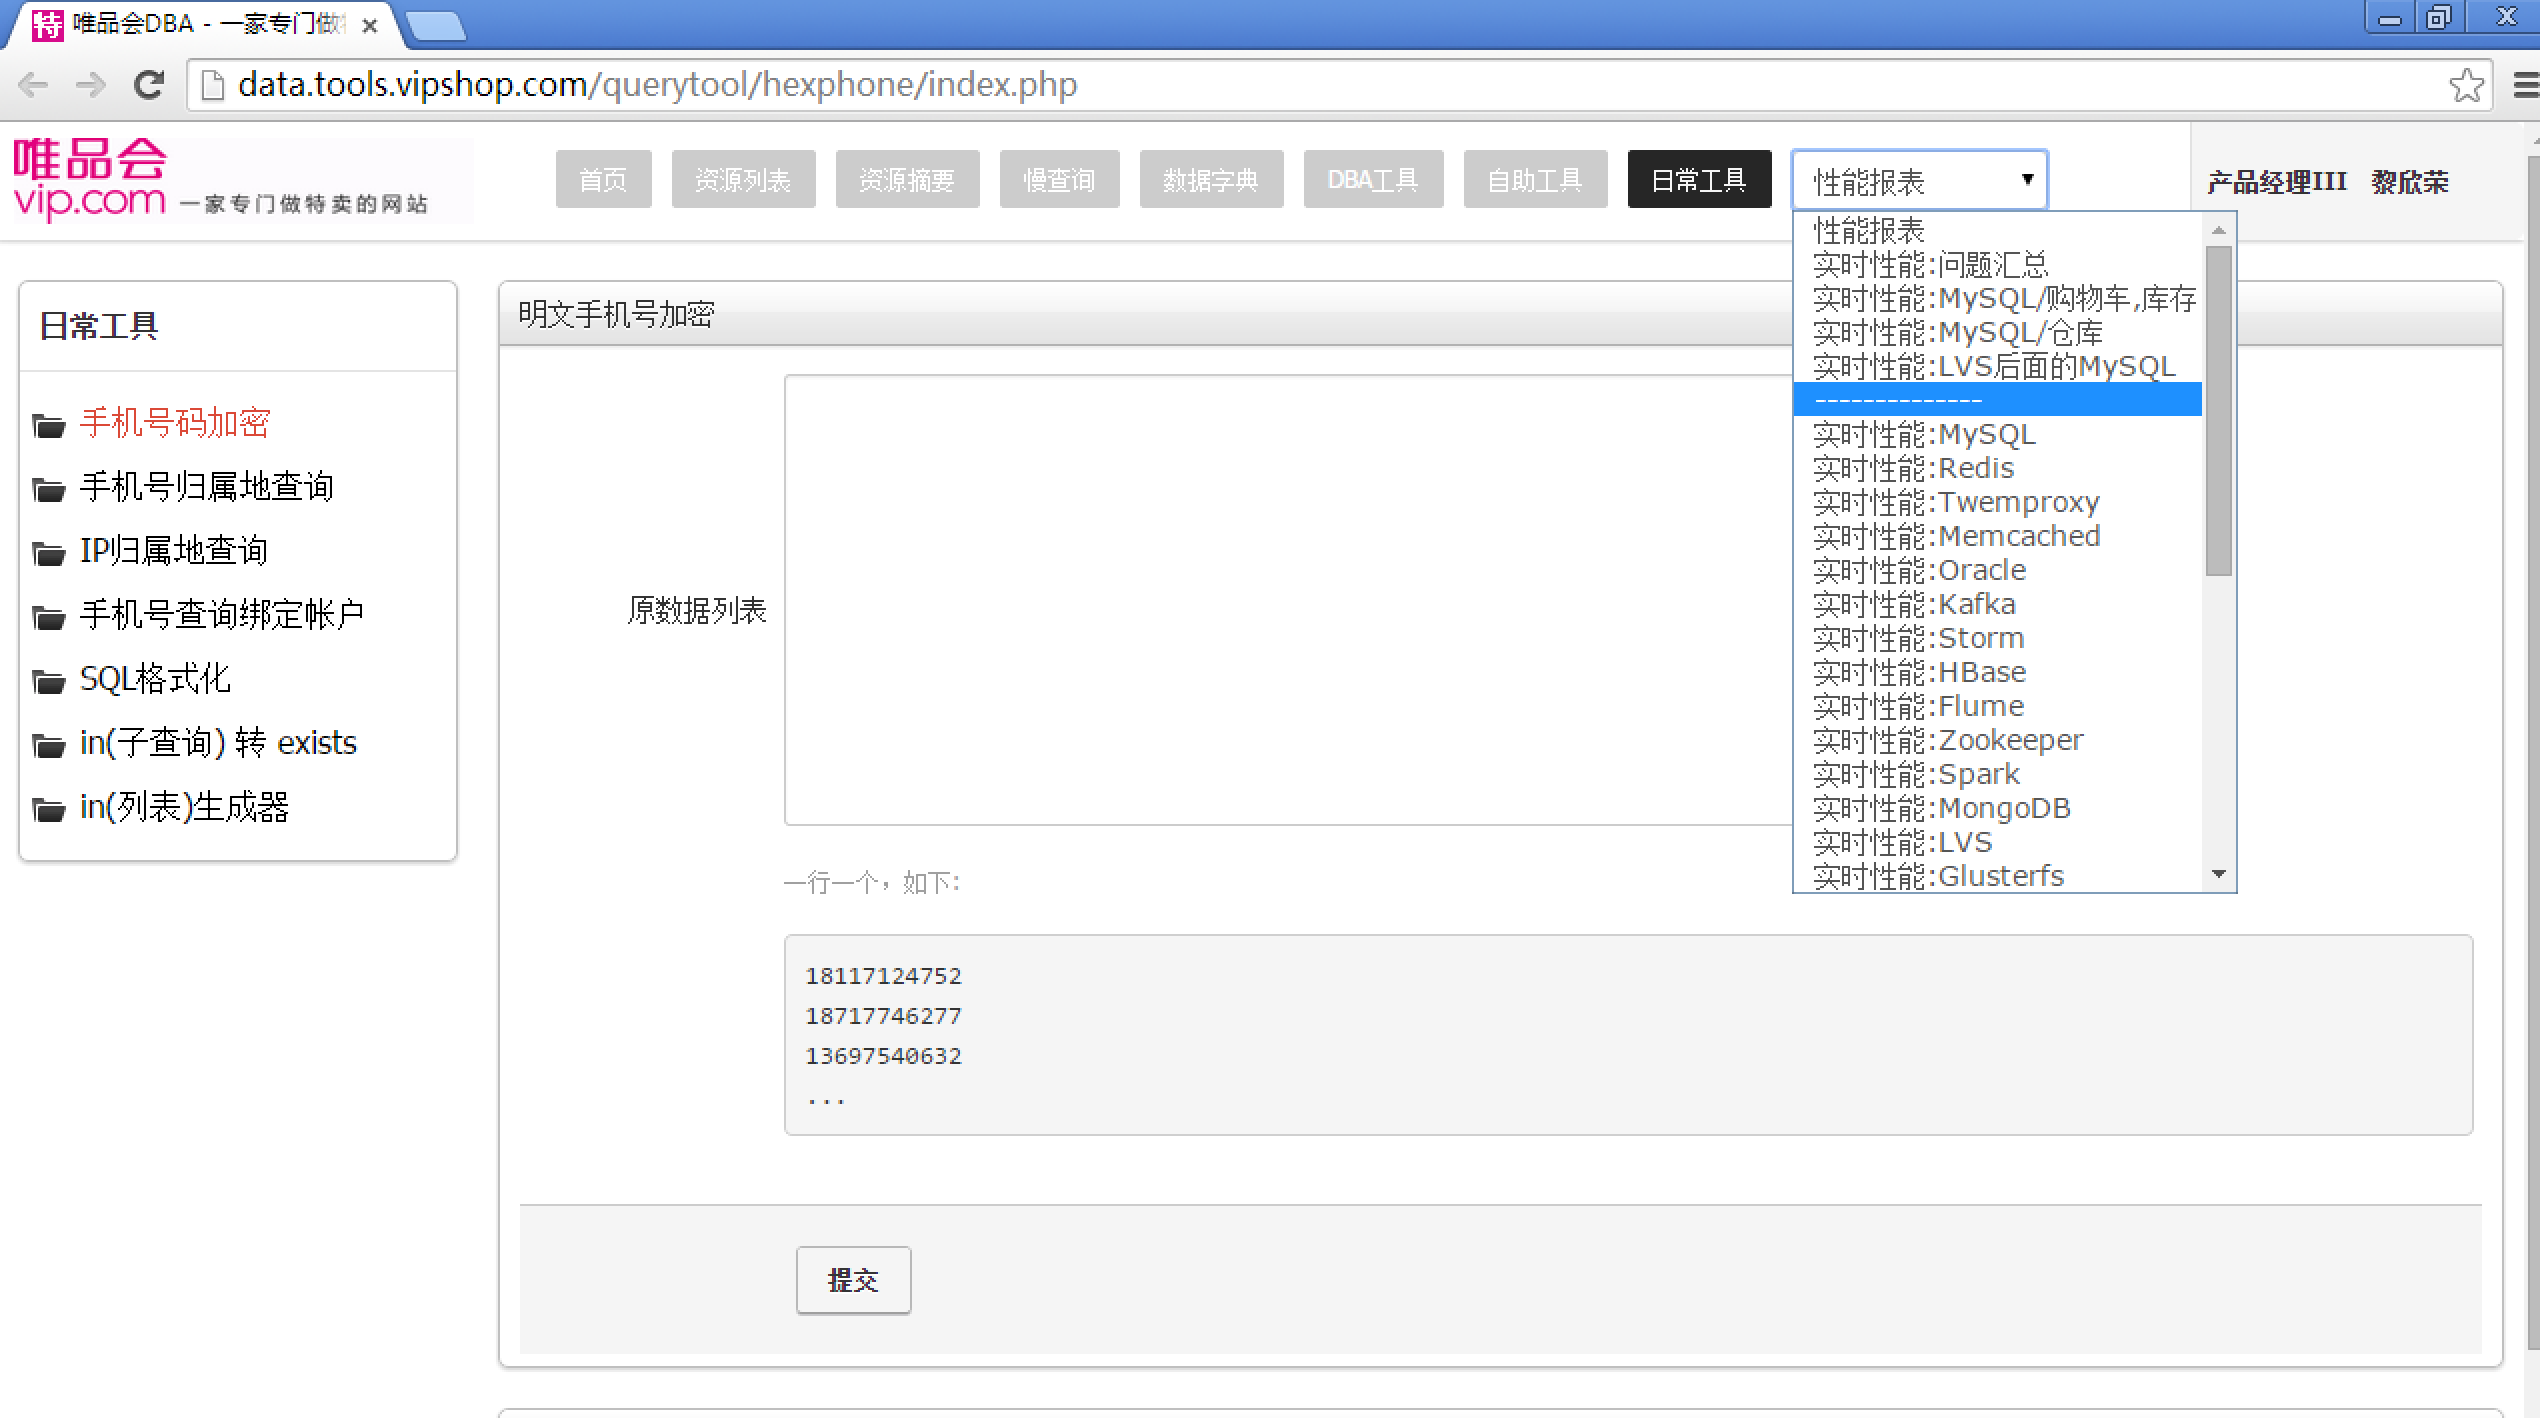 特 唯品会DBA - 一家专门做
data.tools.vipshop.com/querytool/hexphone/index.php
唯品会
vip.com 一家专门做特卖的网站
首页 资源列表 资源摘要 慢查询 数据字典 DBA工具 自助工具 日常工具 性能报表 产品经理III 黎欣荣
性能报表
实时性能:问题汇总
实时性能:MySQL/购物车,库存
实时性能:MySQL/仓库
实时性能:LVS后面的MySQL
--------------
实时性能:MySQL
实时性能:Redis
实时性能:Twemproxy
实时性能:Memcached
实时性能:Oracle
实时性能:Kafka
实时性能:Storm
实时性能:HBase
实时性能:Flume
实时性能:Zookeeper
实时性能:Spark
实时性能:MongoDB
实时性能:LVS
实时性能:Glusterfs
日常工具
手机号码加密
手机号归属地查询
IP归属地查询
手机号查询绑定帐户
SQL格式化
in(子查询) 转 exists
in(列表)生成器
明文手机号加密
原数据列表
一行一个，如下：
18117124752
18717746277
13697540632
...
提交